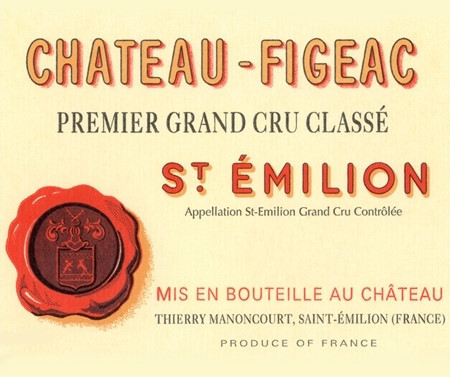 CHATEAU-FIGEAC
PREMIER GRAND CRU CLASSÉ
ST ÉMILION
Appellation St-Emilion Grand Cru Contrôlée
MIS EN BOUTEILLE AU CHÂTEAU
THIERRY MANONCOURT, SAINT-ÉMILION (FRANCE)
PRODUCE OF FRANCE